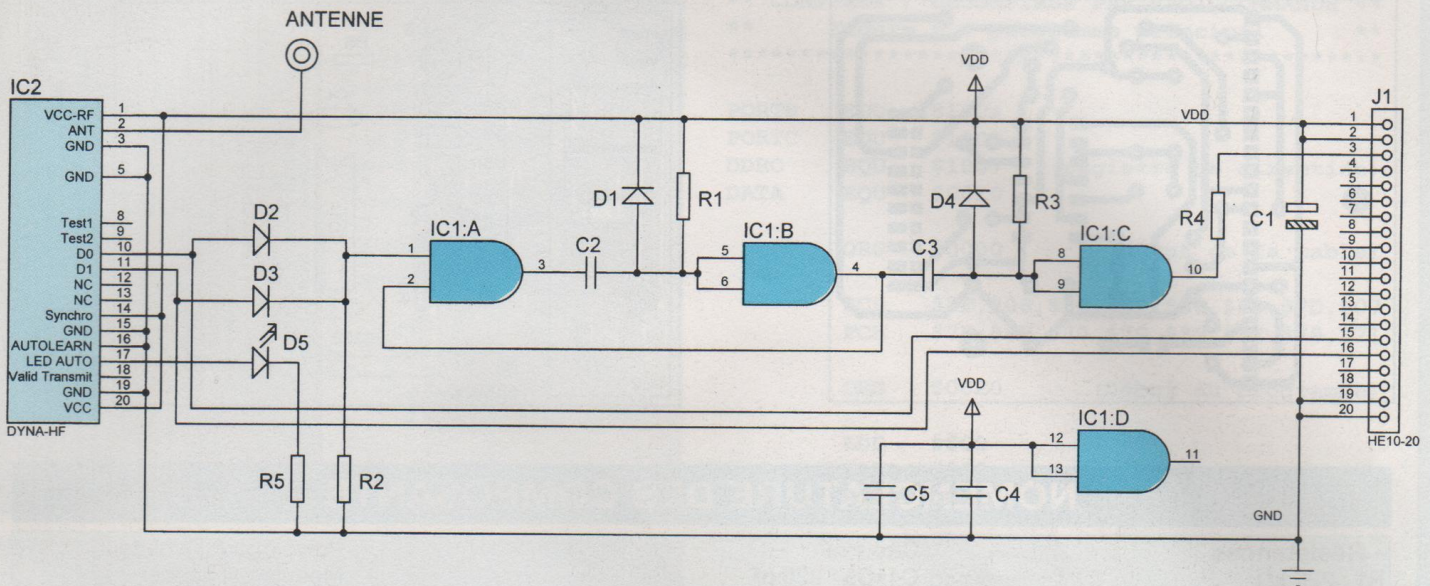 ANTENNE
IC2
VCC-RF 1
ANT 2
GND 3
GND 5
Test1 8
Test2 9
D0 10
D1 11
NC 12
NC 13
Synchro 14
GND 15
AUTOLEARN 16
LED AUTO 17
Valid Transmit 18
GND 19
VCC 20
DYNA-HF
D2
D3
D5
R5
R2
1
2
IC1:A
3
C2
D1
R1
5
6
IC1:B
4
C3
VDD
D4
R3
8
9
IC1:C
10
R4
VDD
C1
VDD
C5
C4
12
13
IC1:D
11
GND
J1
1
2
3
4
5
6
7
8
9
10
11
12
13
14
15
16
17
18
19
20
HE10-20